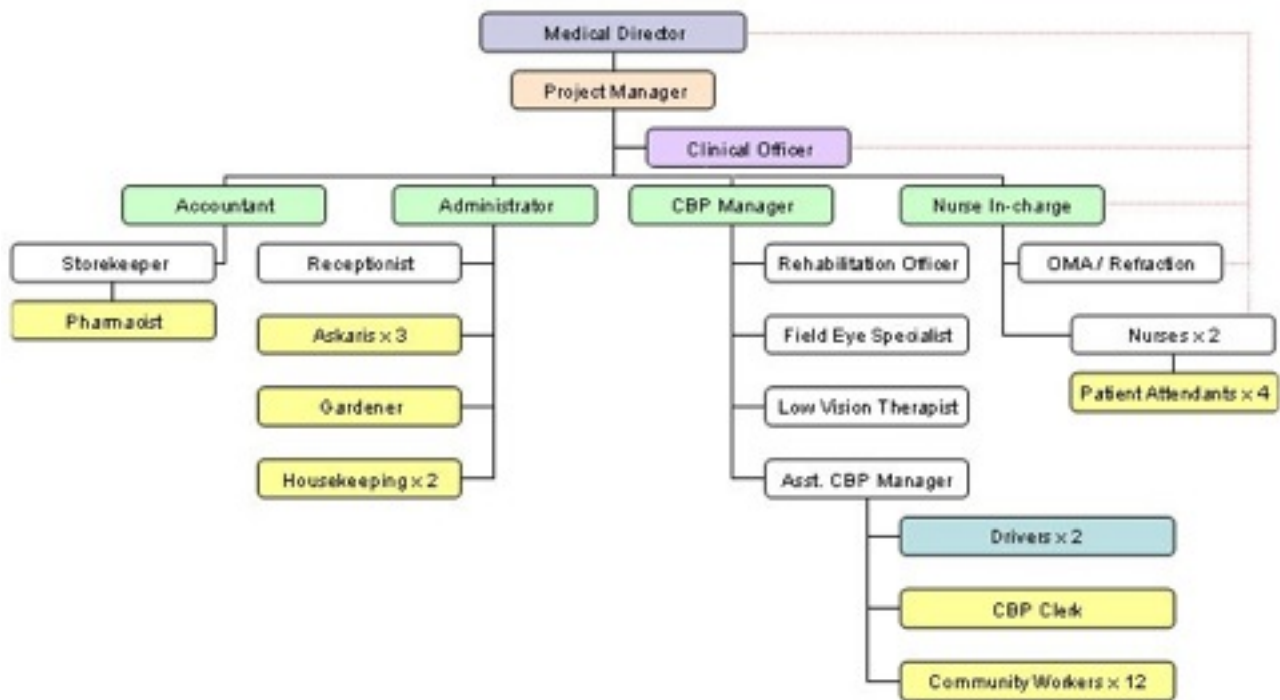 Medical Director
Project Manager
Clinical Officer
Accountant
Administrator
CBP Manager
Nurse In-charge
Storekeeper
Receptionist
Rehabilitation Officer
OMA / Refraction
Pharmacist
Askaris x 3
Field Eye Specialist
Nurses x 2
Gardener
Low Vision Therapist
Patient Attendants x 4
Housekeeping x 2
Asst. CBP Manager
Drivers x 2
CBP Clerk
Community Workers x 12